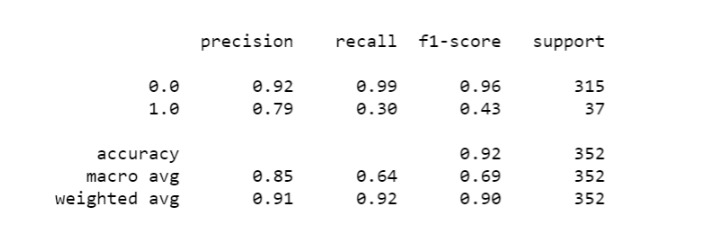 precision recall f1-score support
0.0 0.92 0.99 0.96 315
1.0 0.79 0.30 0.43 37
accuracy 0.92 352
macro avg 0.85 0.64 0.69 352
weighted avg 0.91 0.92 0.90 352